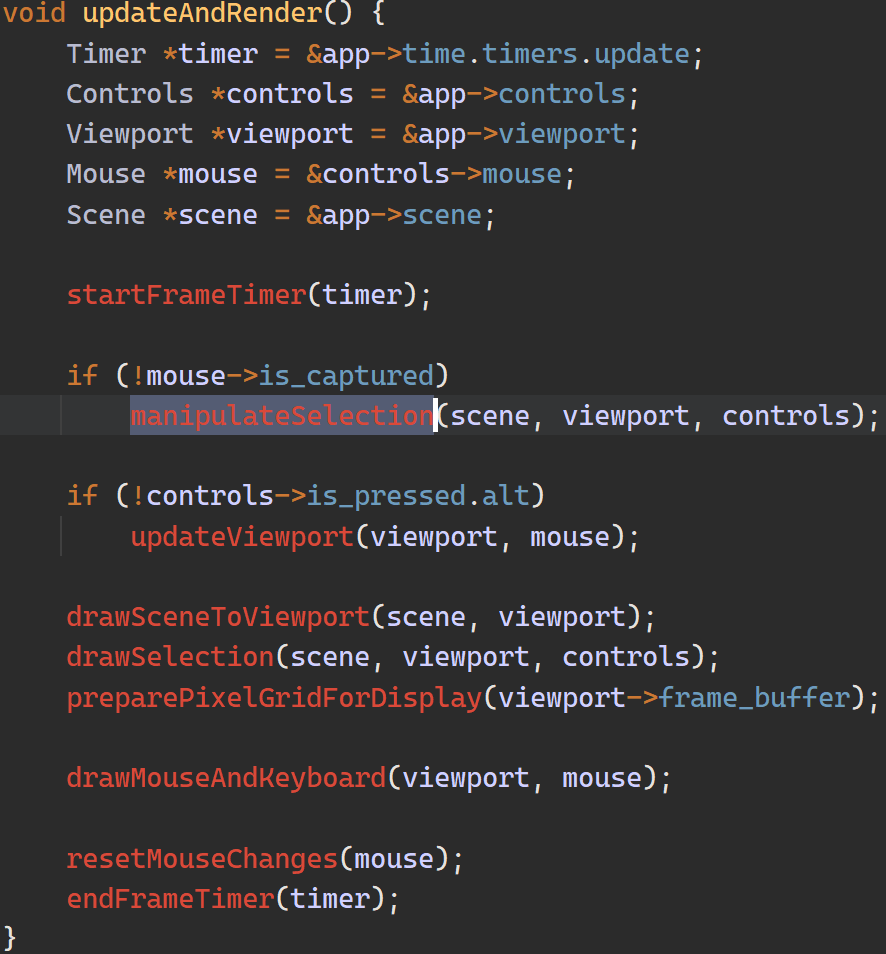 void updateAndRender() {
    Timer *timer = &app->time.timers.update;
    Controls *controls = &app->controls;
    Viewport *viewport = &app->viewport;
    Mouse *mouse = &controls->mouse;
    Scene *scene = &app->scene;

    startFrameTimer(timer);

    if (!mouse->is_captured)
        manipulateSelection(scene, viewport, controls);

    if (!controls->is_pressed.alt)
        updateViewport(viewport, mouse);

    drawSceneToViewport(scene, viewport);
    drawSelection(scene, viewport, controls);
    preparePixelGridForDisplay(viewport->frame_buffer);

    drawMouseAndKeyboard(viewport, mouse);

    resetMouseChanges(mouse);
    endFrameTimer(timer);
}